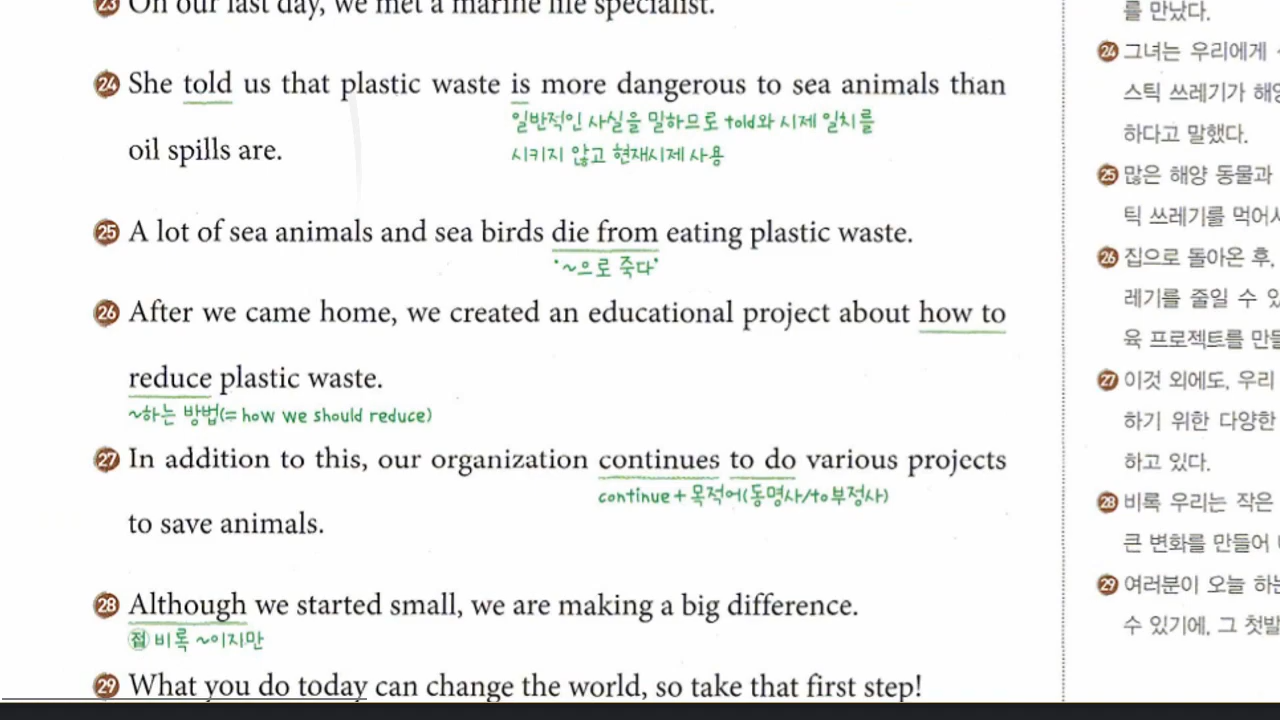 23 On our last day, we met a marine life specialist.
24 She told us that plastic waste is more dangerous to sea animals than
일반적인 사실을 말하므로 told와 시제 일치를
oil spills are.
시키지 않고 현재시제 사용
25 A lot of sea animals and sea birds die from eating plastic waste.
'~으로 죽다'
26 After we came home, we created an educational project about how to
reduce plastic waste.
~하는 방법(= how we should reduce)
27 In addition to this, our organization continues to do various projects
continue + 목적어(동명사/to부정사)
to save animals.
28 Although we started small, we are making a big difference.
접 비록 ~이지만
29 What you do today can change the world, so take that first step!
를 만났다.
24 그녀는 우리에게
스틱 쓰레기가
하다고 말했다.
25 많은 해양 동물과
틱 쓰레기를
26 집으로 돌아온 후,
레기를 줄일 수
육 프로젝트를
27 이것 외에도, 우리
하기 위한 다양한
하고 있다.
28 비록 우리는 작은
큰 변화를 만들어
29 여러분이 오늘
수 있기에, 그